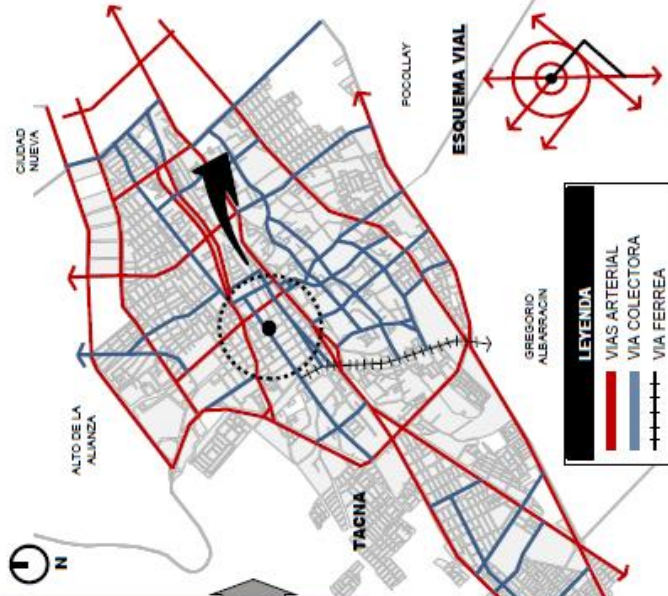 N
CIUDAD
NUEVA
ALTO DE LA
ALIANZA
POCOLLAY
ESQUEMA VIAL
TACNA
GREGORIO
ALBARRACIN
LEYENDA
VIAS ARTERIAL
VIA COLECTORA
VIA FERREA